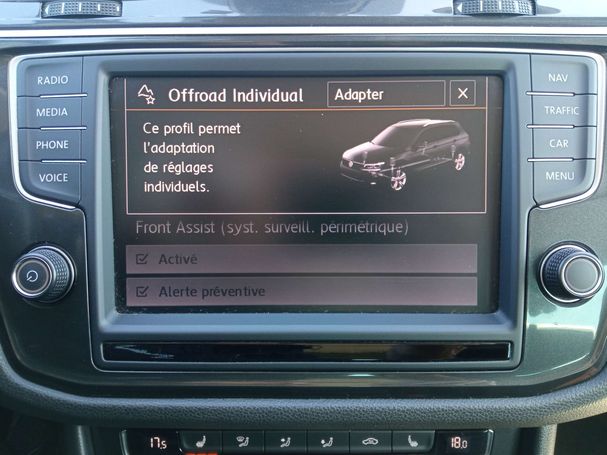 RADIO
MEDIA
PHONE
VOICE
Offroad Individual
Adapter
X
Ce profil permet
l'adaptation
de réglages
individuels.
Front Assist (syst. surveill. périmétrique)
Activé
Alerte préventive
NAV
TRAFFIC
CAR
MENU
17.5
18.0